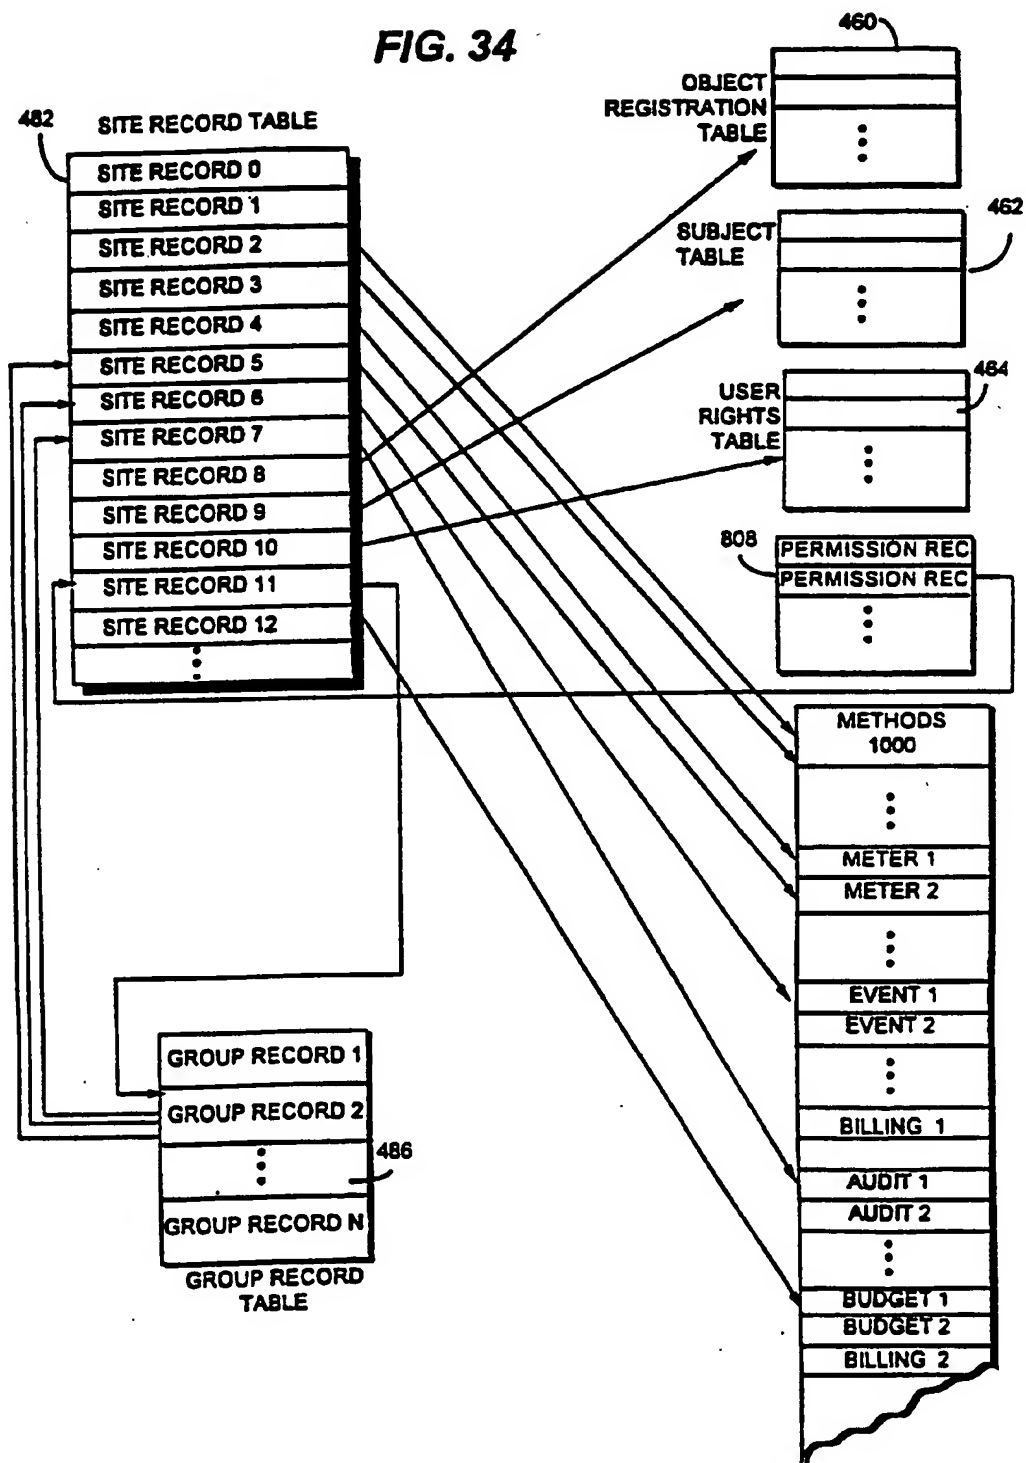 FIG. 34
460
OBJECT
REGISTRATION
TABLE
482
SITE RECORD TABLE
SITE RECORD 0
SITE RECORD 1
SITE RECORD 2
SITE RECORD 3
SITE RECORD 4
SITE RECORD 5
SITE RECORD 6
SITE RECORD 7
SITE RECORD 8
SITE RECORD 9
SITE RECORD 10
SITE RECORD 11
SITE RECORD 12
462
SUBJECT
TABLE
464
USER
RIGHTS
TABLE
808
PERMISSION REC
PERMISSION REC
METHODS
1000
METER 1
METER 2
EVENT 1
EVENT 2
BILLING 1
AUDIT 1
AUDIT 2
BUDGET 1
BUDGET 2
BILLING 2
GROUP RECORD 1
GROUP RECORD 2
486
GROUP RECORD N
GROUP RECORD
TABLE